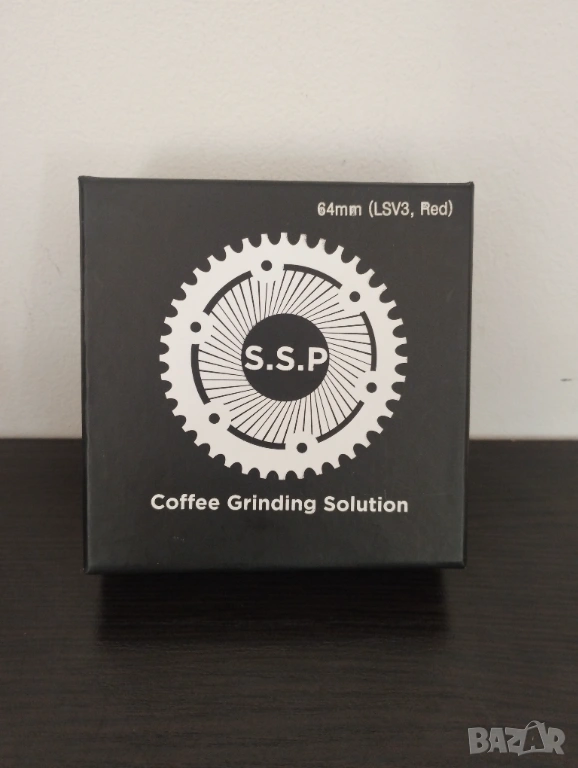 64mm (LSV3, Red)
S.S.P
Coffee Grinding Solution
BAZAR